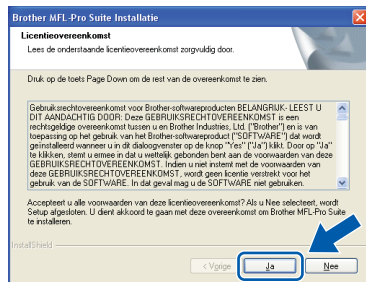 Brother MFL-Pro Suite Installatie
Licentieovereenkomst
Lees de onderstaande licentieovereenkomst zorgvuldig door.
Druk op de toets Page Down om de rest van de overeenkomst te zien.
Gebruiksrechtovereenkomst voor Brother-softwareproducten BELANGRIJK- LEEST U
DIT AANDACHTIG DOOR: Deze GEBRUIKSRECHTOVEREENKOMST is een
rechtsgeldige overeenkomst tussen u en Brother Industries, Ltd. ("Brother") en is van
toepassing op het gebruik van het Brother-softwareproduct ("SOFTWARE") dat wordt
geïnstalleerd wanneer u in dit dialoogvenster op de knop "Yes" ("Ja") klikt. Door op "Ja"
te klikken, stemt u ermee in dat u wettelijk gebonden bent aan de voorwaarden van deze
GEBRUIKSRECHTOVEREENKOMST. Indien u niet instemt met de voorwaarden van
deze GEBRUIKSRECHTOVEREENKOMST, wordt geen licentie verstrekt voor het
gebruik van de SOFTWARE. In dat geval mag u de SOFTWARE niet gebruiken.
Accepteert u alle voorwaarden van deze licentieovereenkomst? Als u Nee selecteert, wordt
Setup afgesloten. U dient akkoord te gaan met deze overeenkomst om Brother MFL-Pro Suite
te installeren.
InstallShield
< Vorige
Ja
Nee